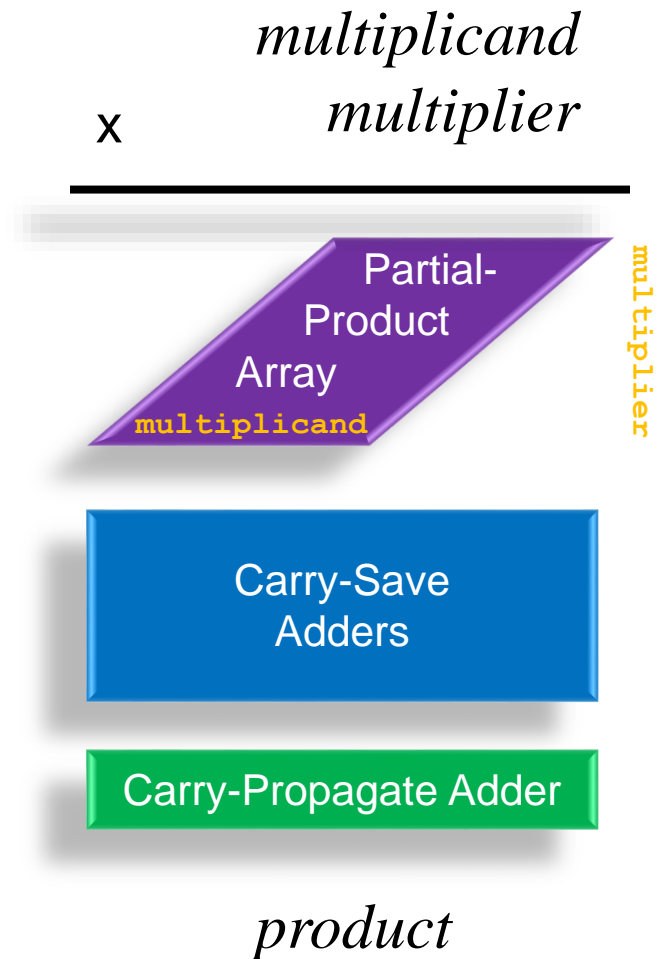 multiplicand
x multiplier
Partial-
Product
Array
multiplicand
multiplier
Carry-Save
Adders
Carry-Propagate Adder
product